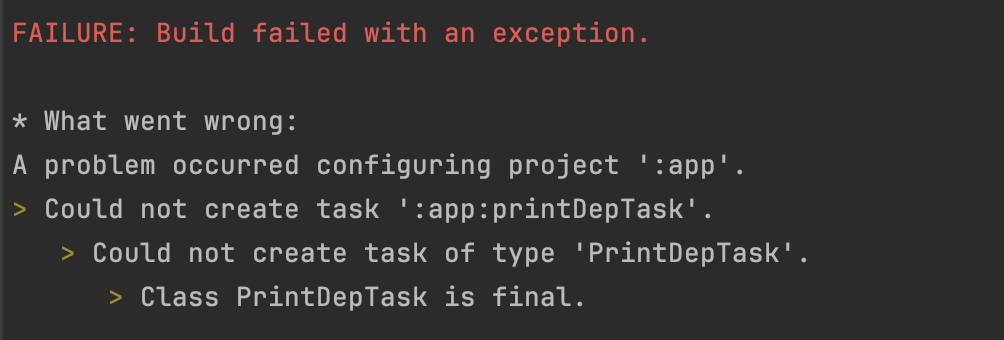 FAILURE: Build failed with an exception.
* What went wrong:
A problem occurred configuring project ':app'.
> Could not create task ':app:printDepTask'.
> Could not create task of type 'PrintDepTask'.
> Class PrintDepTask is final.